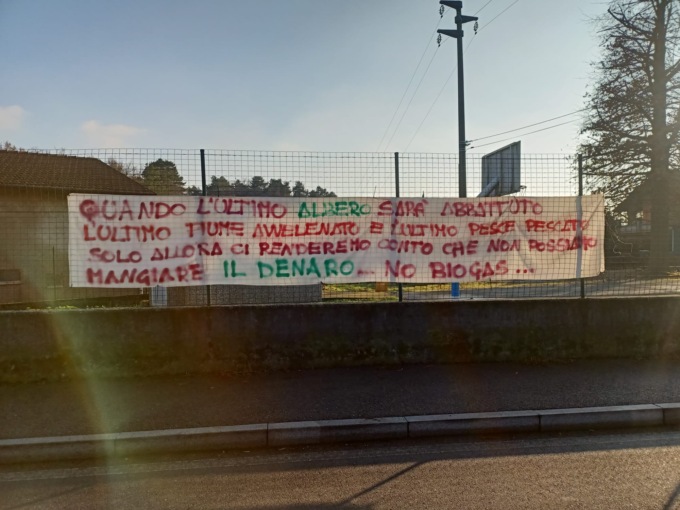 QUANDO L'ULTIMO ALBERO SARÀ ABBATTUTO
L'ULTIMO FIUME AVVELENATO E L'ULTIMO PESCE PESCATO
SOLO ALLORA CI RENDEREMO CONTO CHE NON POSSIAMO
MANGIARE IL DENARO... NO BIOGAS...